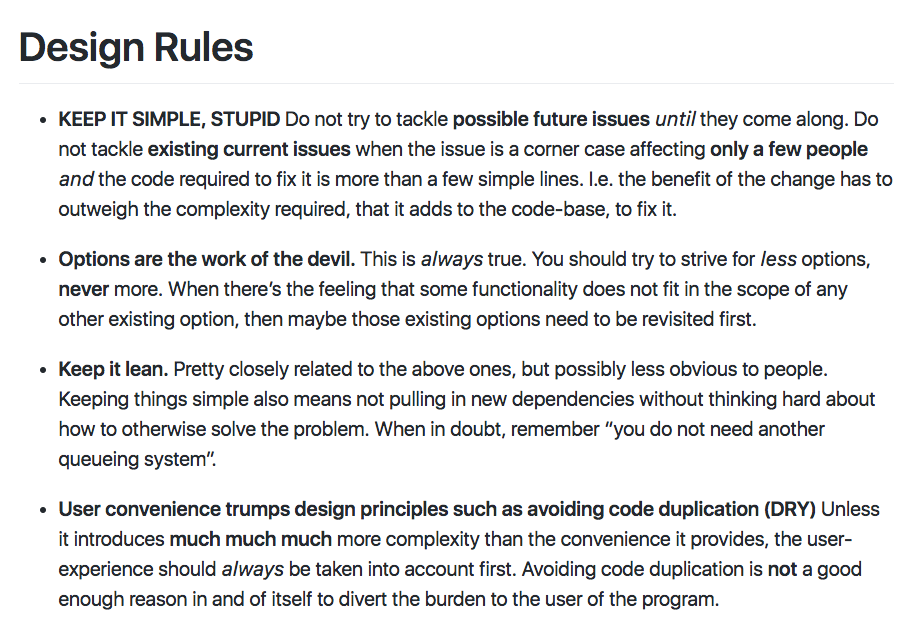 Design Rules
• KEEP IT SIMPLE, STUPID Do not try to tackle possible future issues until they come along. Do
not tackle existing current issues when the issue is a corner case affecting only a few people
and the code required to fix it is more than a few simple lines. I.e. the benefit of the change has to
outweigh the complexity required, that it adds to the code-base, to fix it.
• Options are the work of the devil. This is always true. You should try to strive for less options,
never more. When there’s the feeling that some functionality does not fit in the scope of any
other existing option, then maybe those existing options need to be revisited first.
• Keep it lean. Pretty closely related to the above ones, but possibly less obvious to people.
Keeping things simple also means not pulling in new dependencies without thinking hard about
how to otherwise solve the problem. When in doubt, remember “you do not need another
queueing system”.
• User convenience trumps design principles such as avoiding code duplication (DRY) Unless
it introduces much much much more complexity than the convenience it provides, the user-
experience should always be taken into account first. Avoiding code duplication is not a good
enough reason in and of itself to divert the burden to the user of the program.